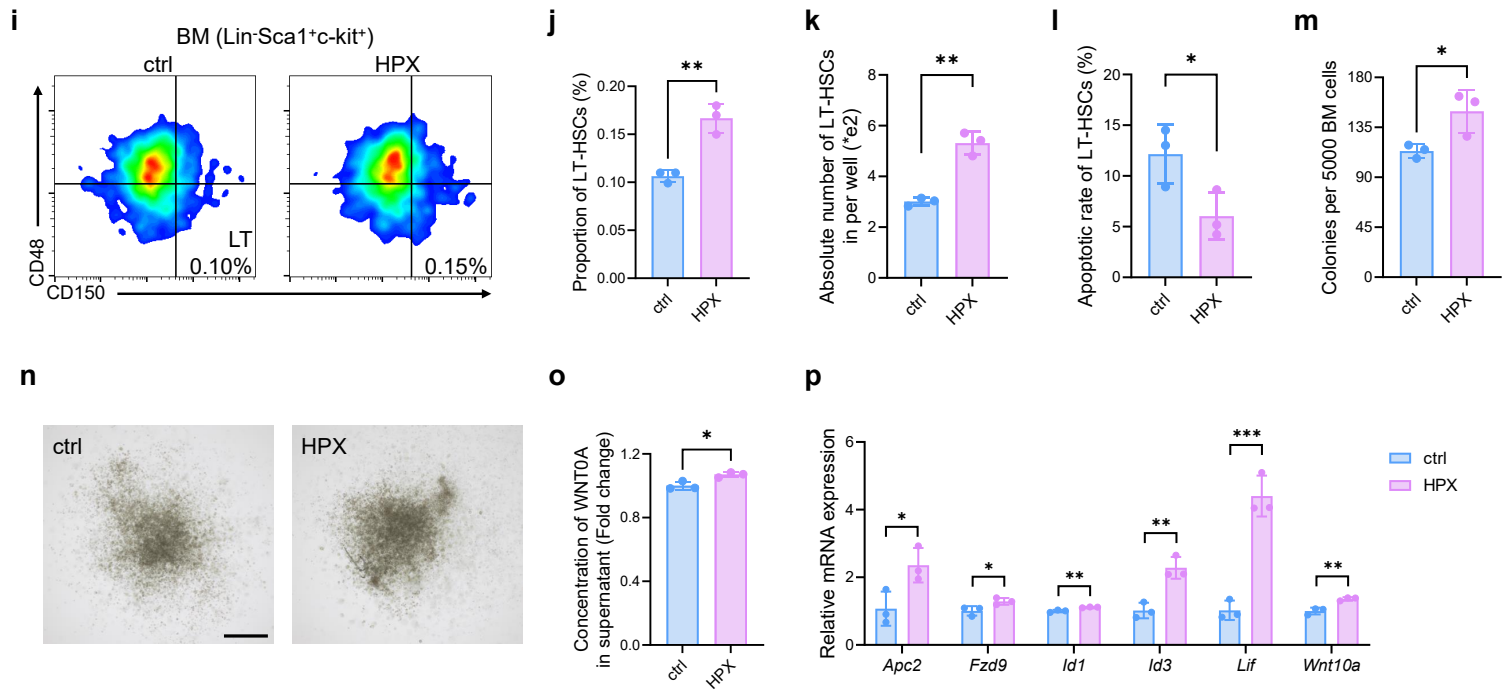 i
BM (Lin-Sca1+c-kit+)
ctrl
HPX
CD48
LT
0.10%
0.15%
CD150
j
Proportion of LT-HSCs (%)
**
0.20
0.15
0.10
0.05
0.00
ctrl
HPX
k
Absolute number of LT-HSCs
in per well (*e2)
**
8
6
4
2
0
ctrl
HPX
l
Apoptotic rate of LT-HSCs (%)
*
20
15
10
5
0
ctrl
HPX
m
Colonies per 5000 BM cells
*
180
135
90
45
0
ctrl
HPX
n
ctrl
HPX
o
Concentration of WNT0A
in supernatant (Fold change)
*
1.2
0.8
0.4
0.0
ctrl
HPX
p
Relative mRNA expression
6
4
2
0
*
*
**
**
***
**
Apc2
Fzd9
Id1
Id3
Lif
Wnt10a
ctrl
HPX